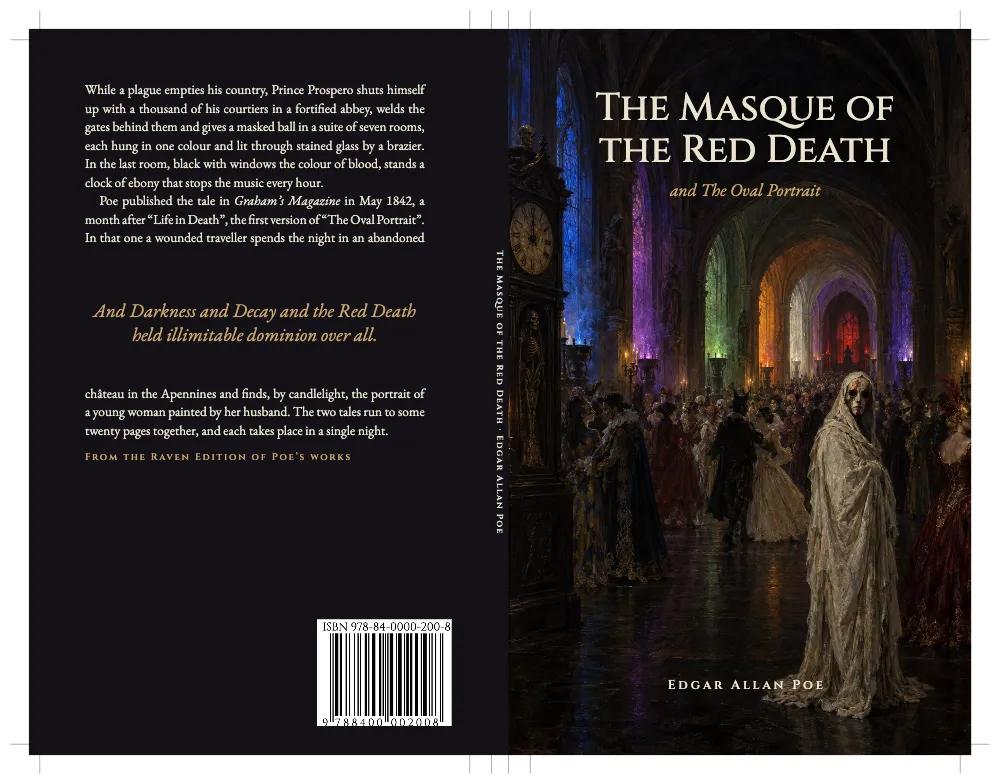 While a plague empties his country, Prince Prospero shuts himself
up with a thousand of his courtiers in a fortified abbey, welds the
gates behind them and gives a masked ball in a suite of seven rooms,
each hung in one colour and lit through stained glass by a brazier.
In the last room, black with windows the colour of blood, stands a
clock of ebony that stops the music every hour.
Poe published the tale in Graham’s Magazine in May 1842, a
month after “Life in Death”, the first version of “The Oval Portrait”.
In that one a wounded traveller spends the night in an abandoned
And Darkness and Decay and the Red Death
held illimitable dominion over all.
château in the Apennines and finds, by candlelight, the portrait of
a young woman painted by her husband. The two tales run to some
twenty pages together, and each takes place in a single night.
From the Raven Edition of Poe’s works
ISBN 978-84-0000-200-8
9 788400 002008
The Masque of the Red Death · Edgar Allan Poe
The Masque of
the Red Death
and The Oval Portrait
Edgar Allan Poe